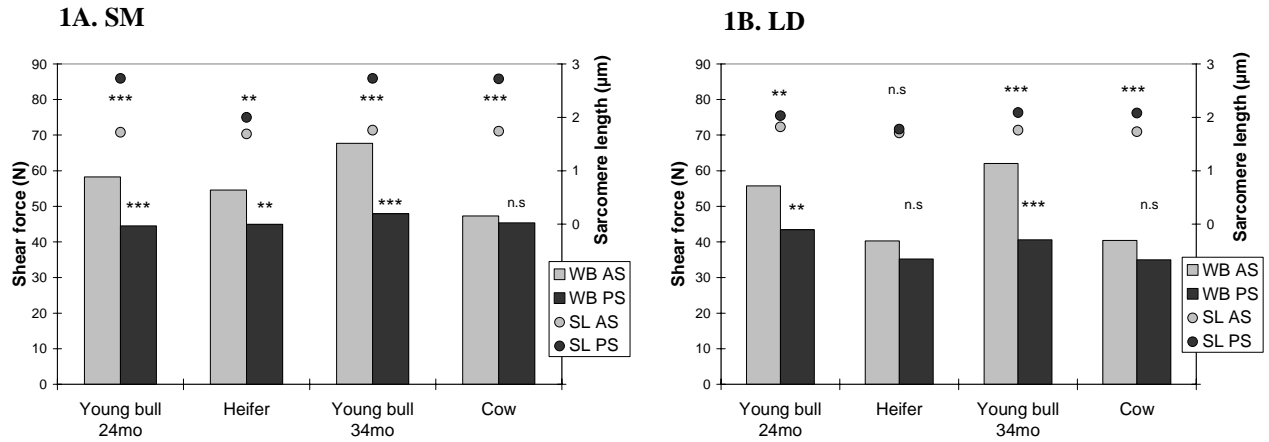 1A. SM
90
80
70
60
50
40
30
20
10
0
Shear force (N)
3
2
1
0
Sarcomere length (µm)
*** ** *** ***
*** ** *** n.s
Young bull
24mo
Heifer
Young bull
34mo
Cow
WB AS
WB PS
SL AS
SL PS
1B. LD
90
80
70
60
50
40
30
20
10
0
Shear force (N)
3
2
1
0
Sarcomere length (µm)
** n.s *** ***
** n.s *** n.s
Young bull
24mo
Heifer
Young bull
34mo
Cow
WB AS
WB PS
SL AS
SL PS